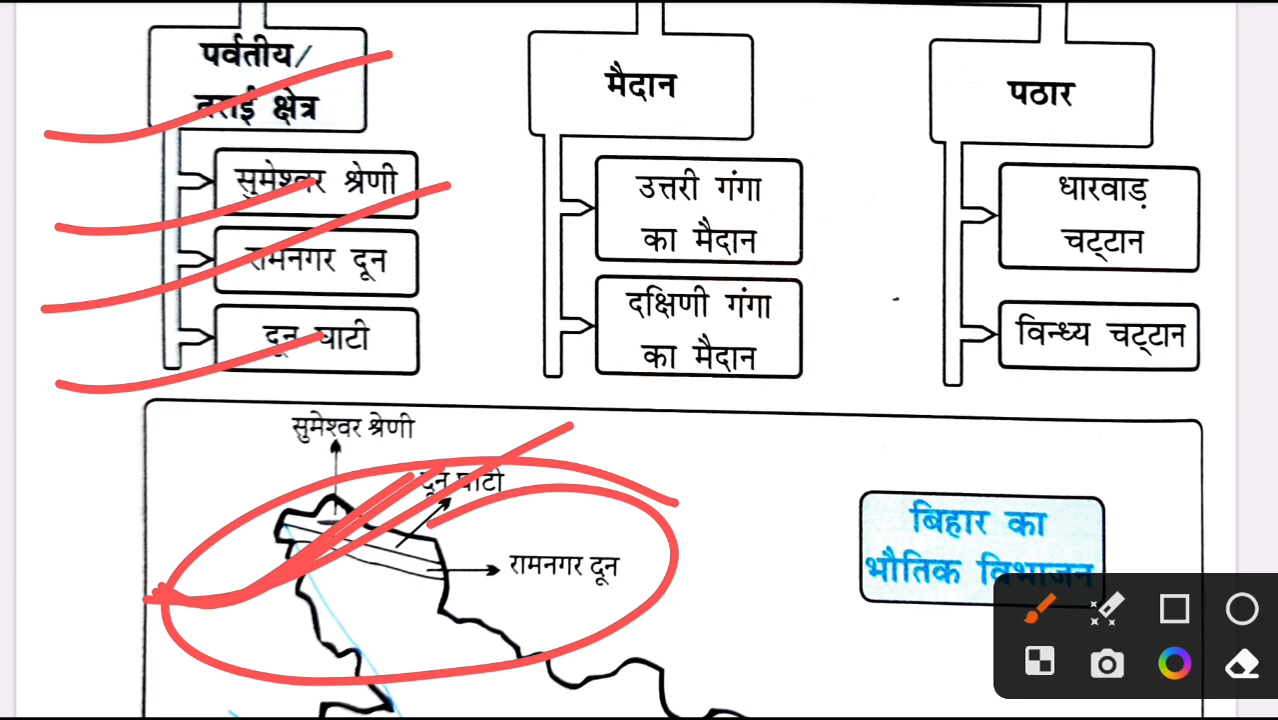 पर्वतीय/
तराई क्षेत्र
सुमेश्वर श्रेणी
रामनगर दून
दून घाटी
मैदान
उत्तरी गंगा
का मैदान
दक्षिणी गंगा
का मैदान
पठार
धारवाड़
चट्टान
विन्ध्य चट्टान
सुमेश्वर श्रेणी
दून घाटी
रामनगर दून
बिहार का
भौतिक विभाजन